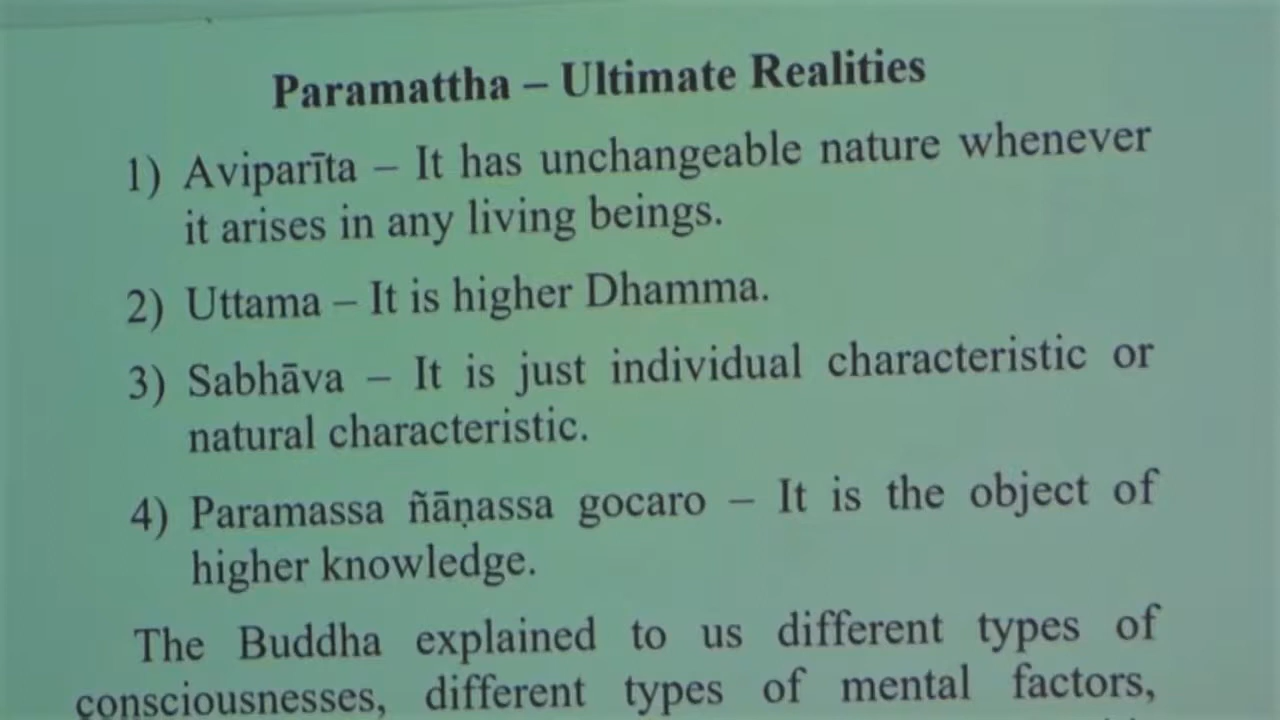 Paramattha – Ultimate Realities
1) Aviparīta – It has unchangeable nature whenever
it arises in any living beings.
2) Uttama – It is higher Dhamma.
3) Sabhāva – It is just individual characteristic or
natural characteristic.
4) Paramassa ñāṇassa gocaro – It is the object of
higher knowledge.
The Buddha explained to us different types of
consciousnesses, different types of mental factors,